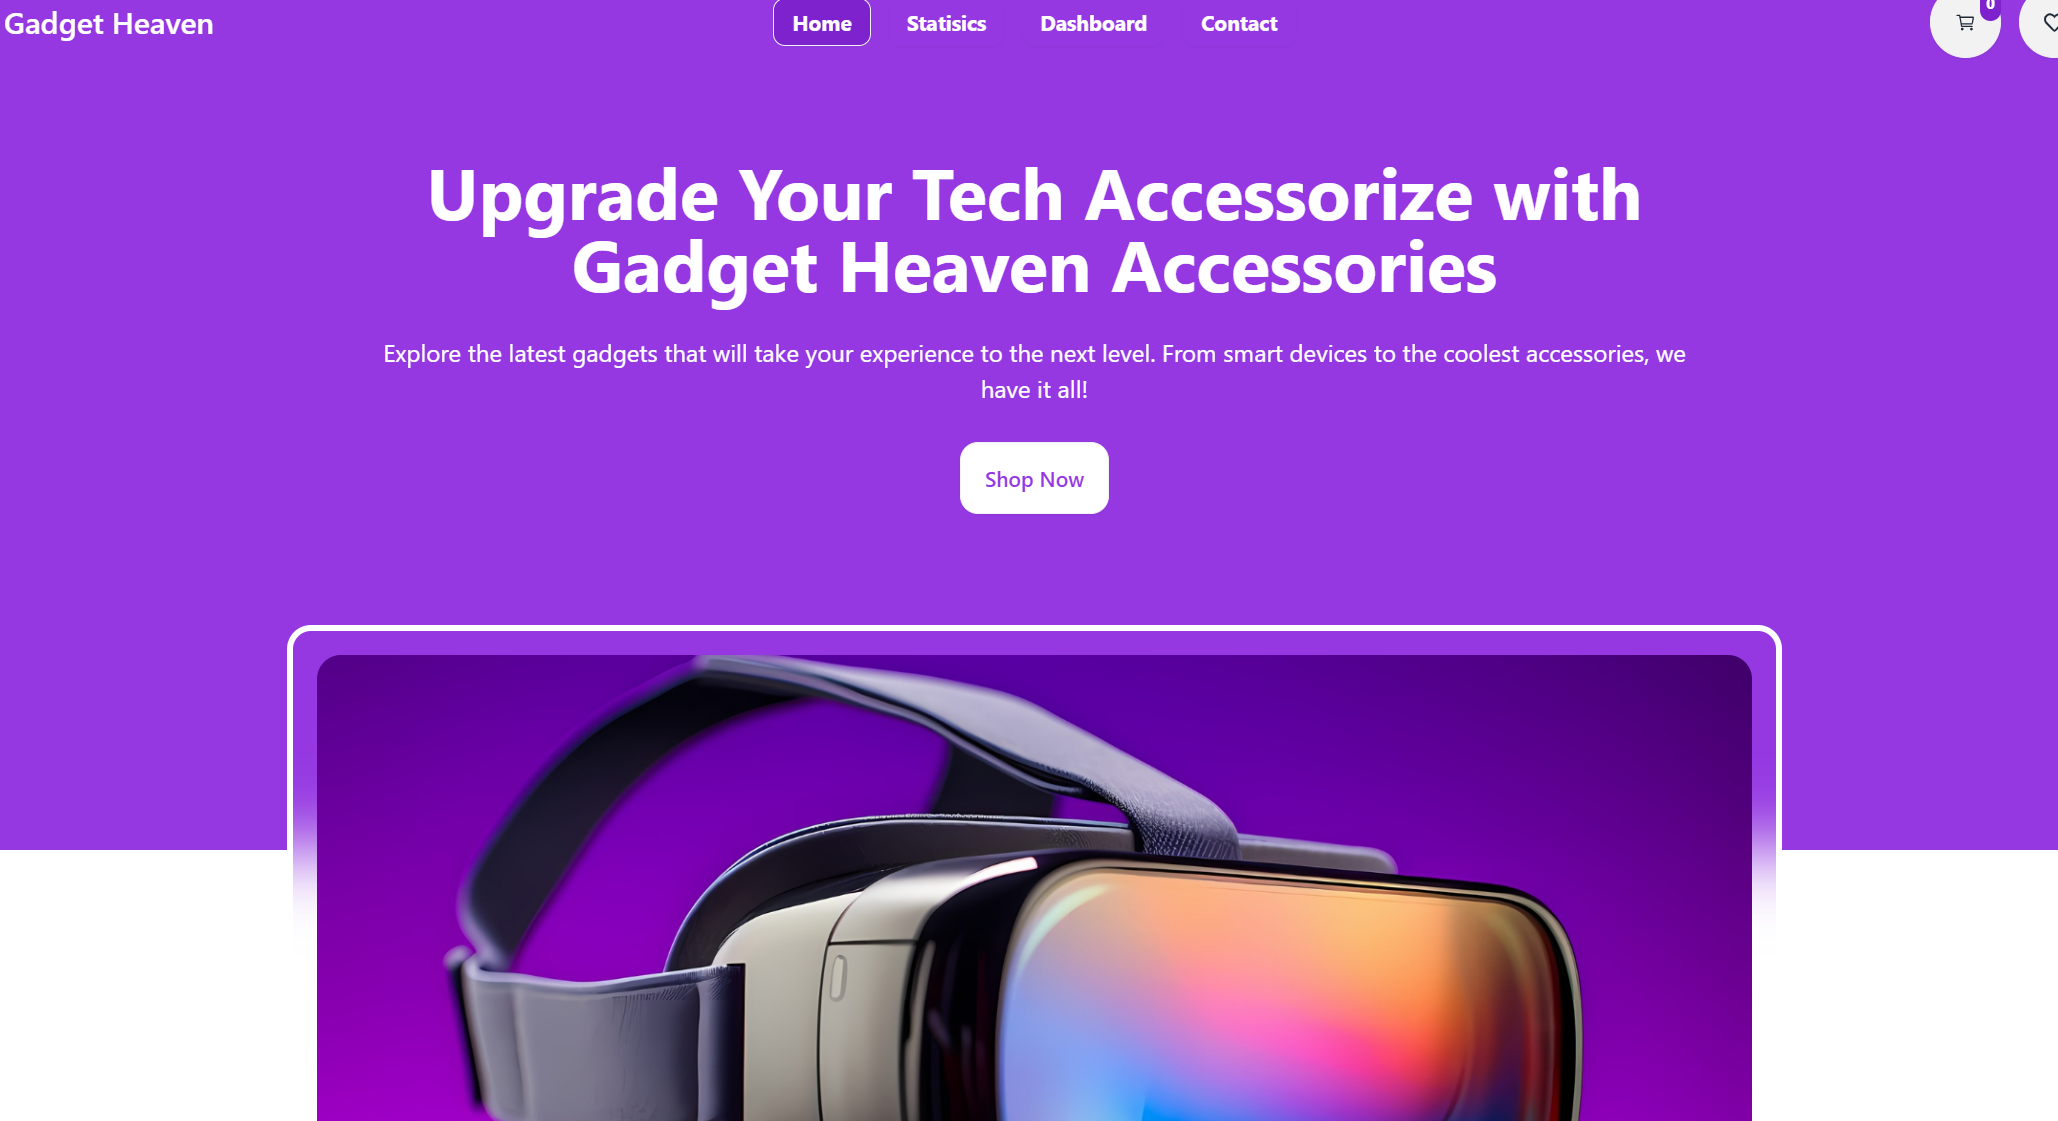 Gadget Heaven
Home
Statisics
Dashboard
Contact
0
Upgrade Your Tech Accessorize with
Gadget Heaven Accessories
Explore the latest gadgets that will take your experience to the next level. From smart devices to the coolest accessories, we
have it all!
Shop Now